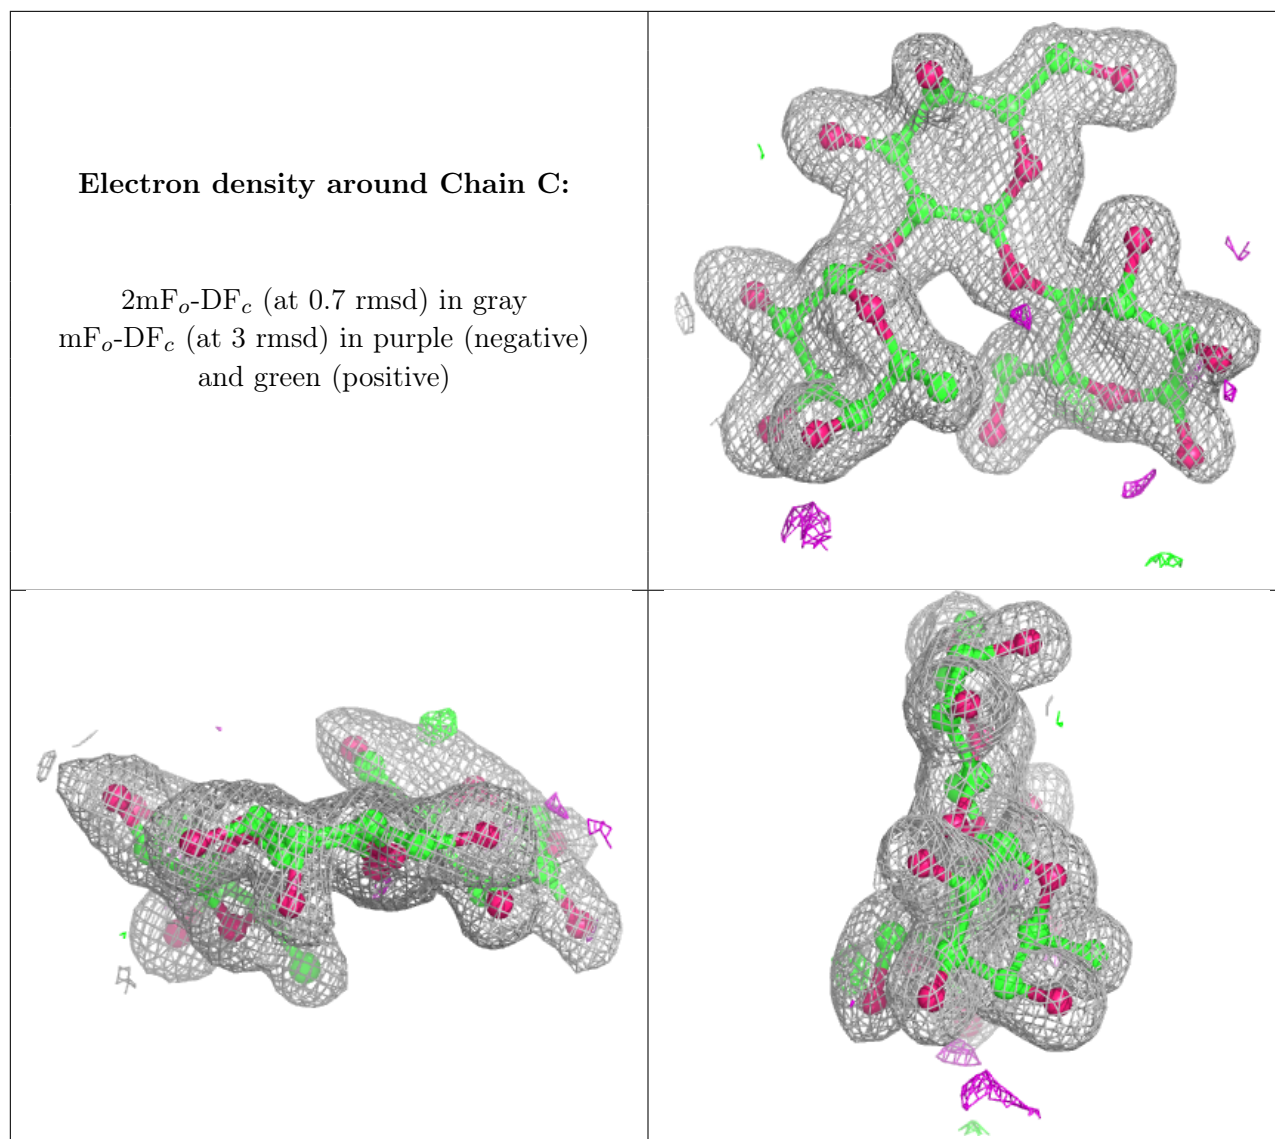 Electron density around Chain C:
2mFo-DFc (at 0.7 rmsd) in gray
mFo-DFc (at 3 rmsd) in purple (negative)
and green (positive)